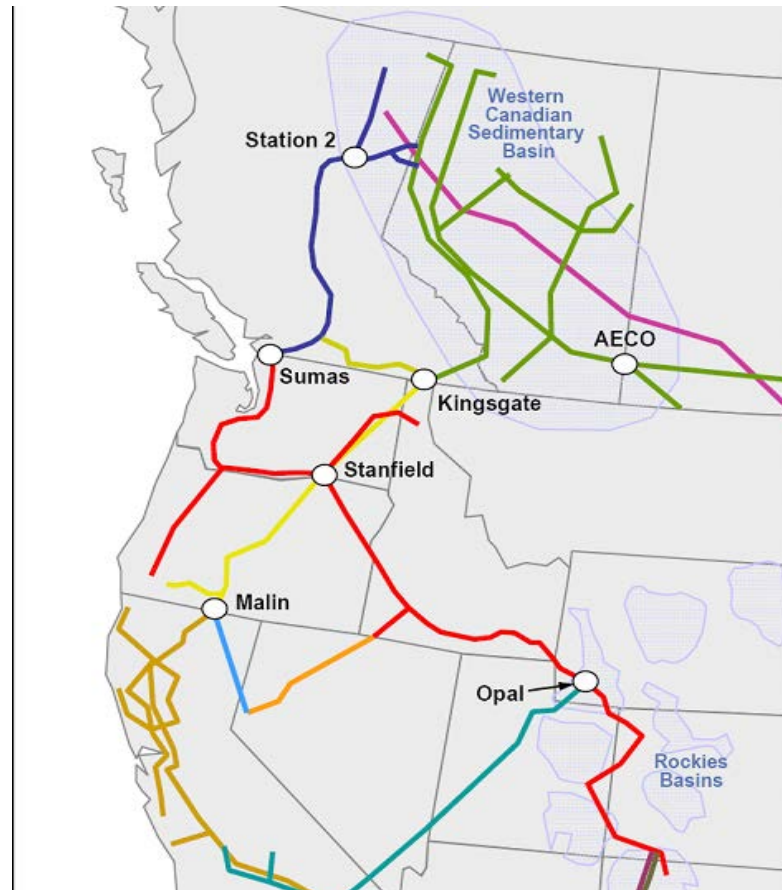 Western
Canadian
Sedimentary
Basin
Station 2
AECO
Sumas
Kingsgate
Stanfield
Malin
Opal
Rockies
Basins